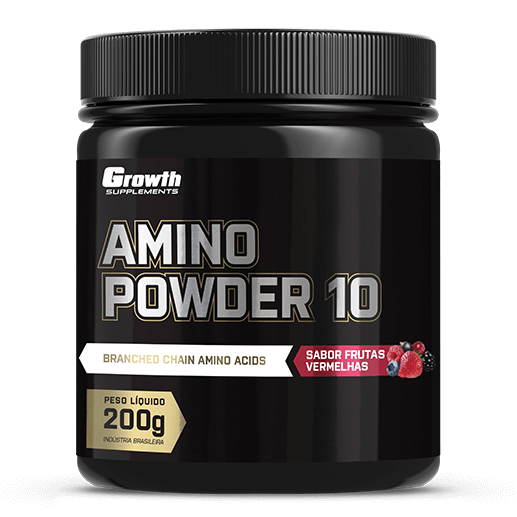 Growth
SUPPLEMENTS
AMINO
POWDER 10
BRANCHED CHAIN AMINO ACIDS
SABOR FRUTAS
VERMELHAS
PESO LÍQUIDO
200g
INDÚSTRIA BRASILEIRA